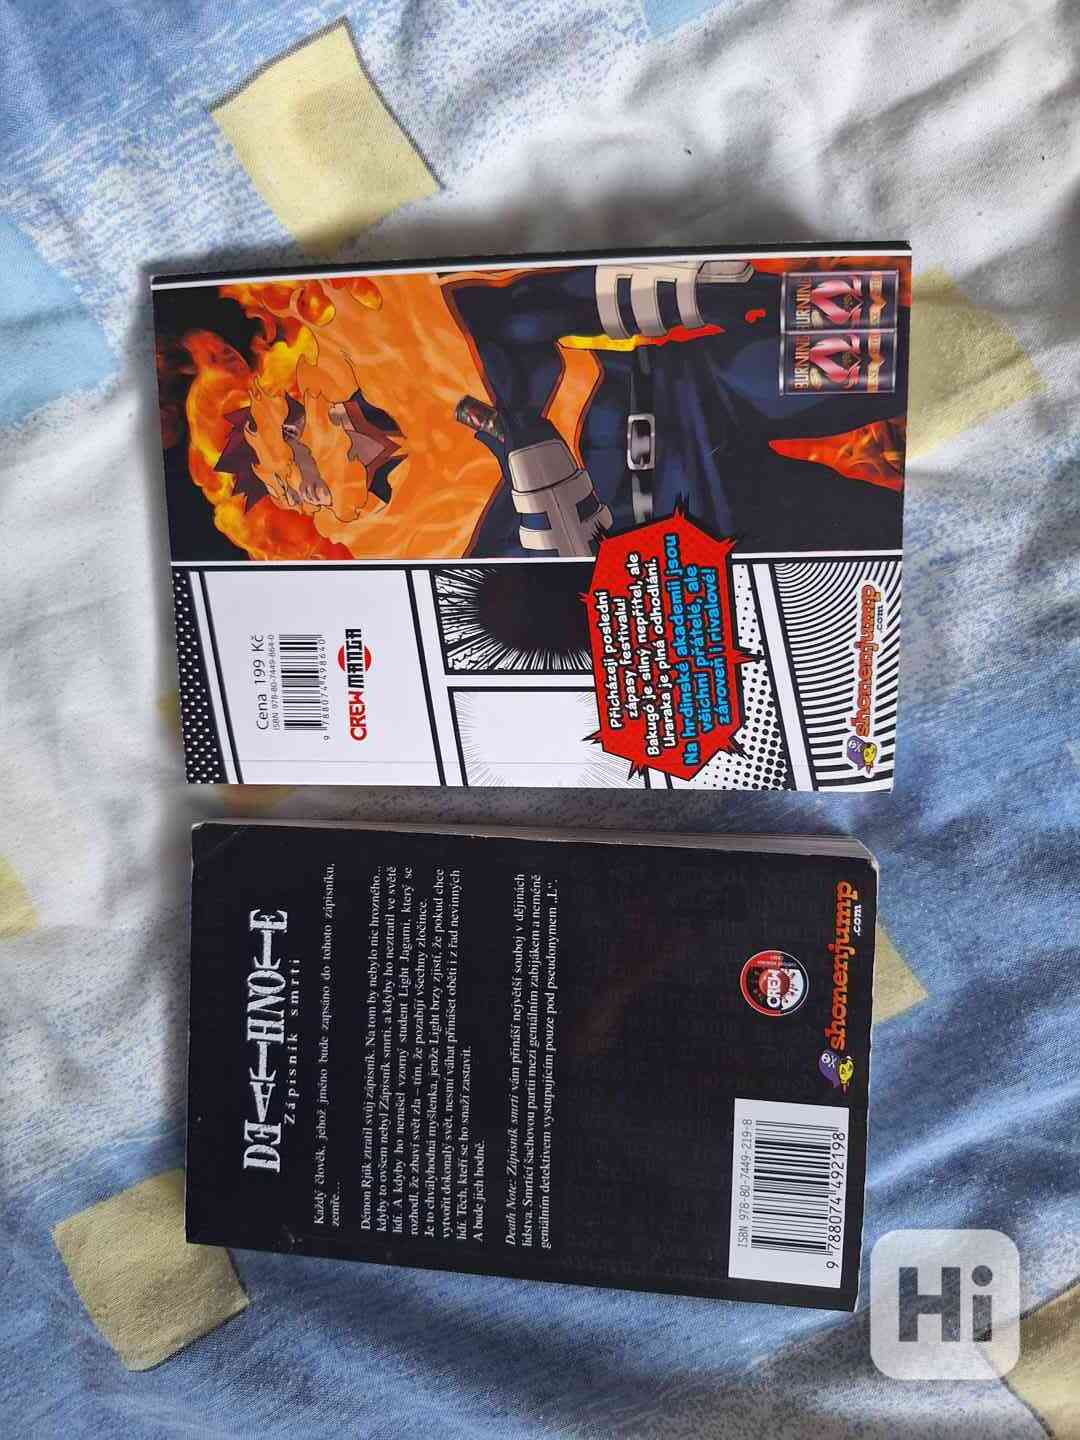 Cena 199 Kč
ISBN 978-80-7449-864-0
9 788074 498640
CREW MANGA
Přicházejí poslední
zápasy festivalu!
Bakugó je silný nepřítel, ale
Uraraka je plná odhodlání.
Na hrdinské akademii jsou
všichni přátelé, ale
zároveň i rivalové!
shonenjump
.com
BURNING BURNING
DEATH NOTE
Zápisník smrti
Každý člověk, jehož jméno bude zapsáno do tohoto zápisníku,
zemře...
Démon Rjúk ztratil svůj zápisník. Na tom by nebylo nic hrozného...
kdyby to ovšem nebyl Zápisník smrti, a kdyby ho neztratil ve světě
lidí. A kdyby ho nenašel vzorný student Light Jagami, který se
rozhodl, že zbaví svět zla – tím, že pozabíjí všechny zločince.
Je to chvályhodná myšlenka, jenže Light brzy zjistí, že pokud chce
vytvořit dokonalý svět, nesmí váhat přinášet oběti i z řad nevinných
lidí. Těch, kteří se ho snaží zastavit.
A bude jich hodně.
Death Note: Zápisník smrti vám přináší největší souboj v dějinách
lidstva. Smrtící šachovou partii mezi geniálním zabijákem a neméně
geniálním detektivem vystupujícím pouze pod pseudonymem „L“.
CREW
shonenjump
.com
ISBN 978-80-7449-219-8
9 788074 492198
Hi